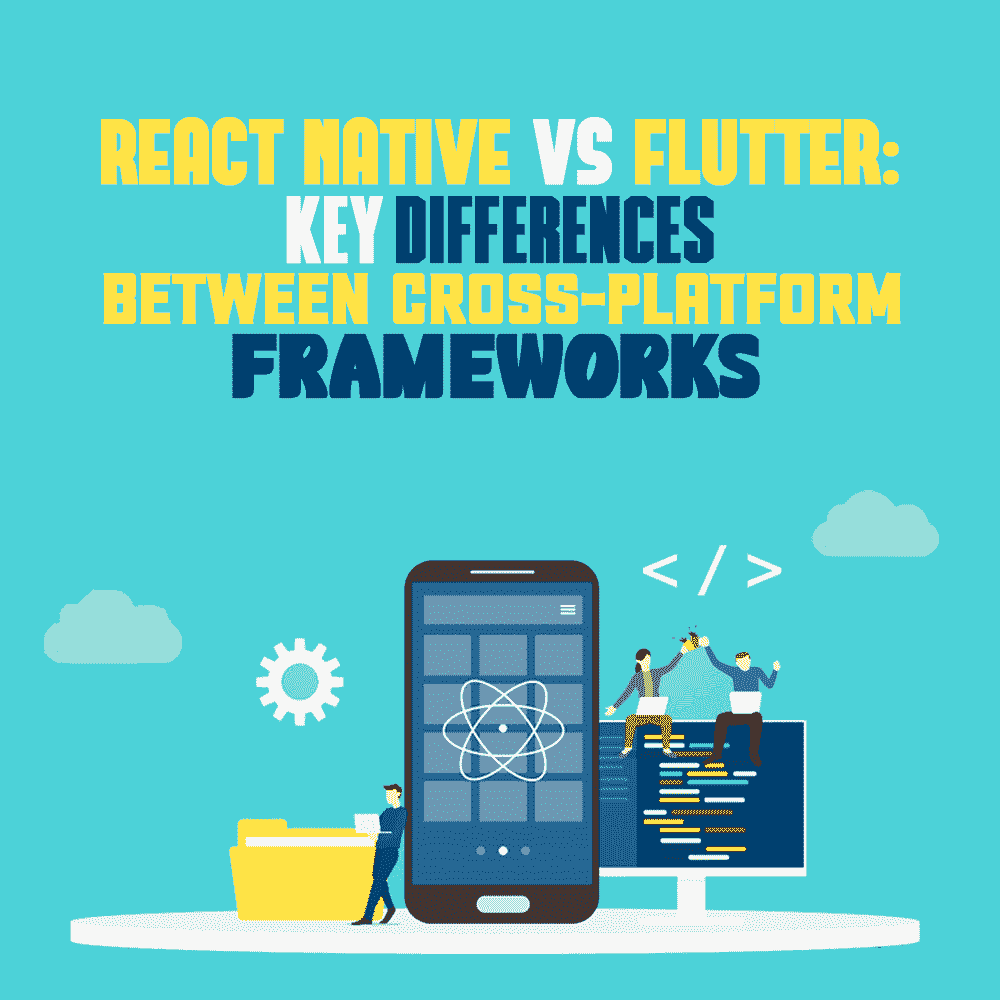 REACT NATIVE VS FLUTTER:
KEY DIFFERENCES
BETWEEN CROSS-PLATFORM
FRAMEWORKS
< / >